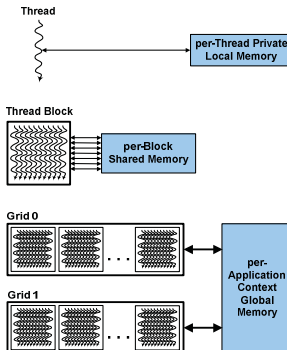 Thread
per-Thread Private
Local Memory
Thread Block
per-Block
Shared Memory
Grid 0
. . .
per-
Application
Context
Global
Memory
Grid 1
. . .